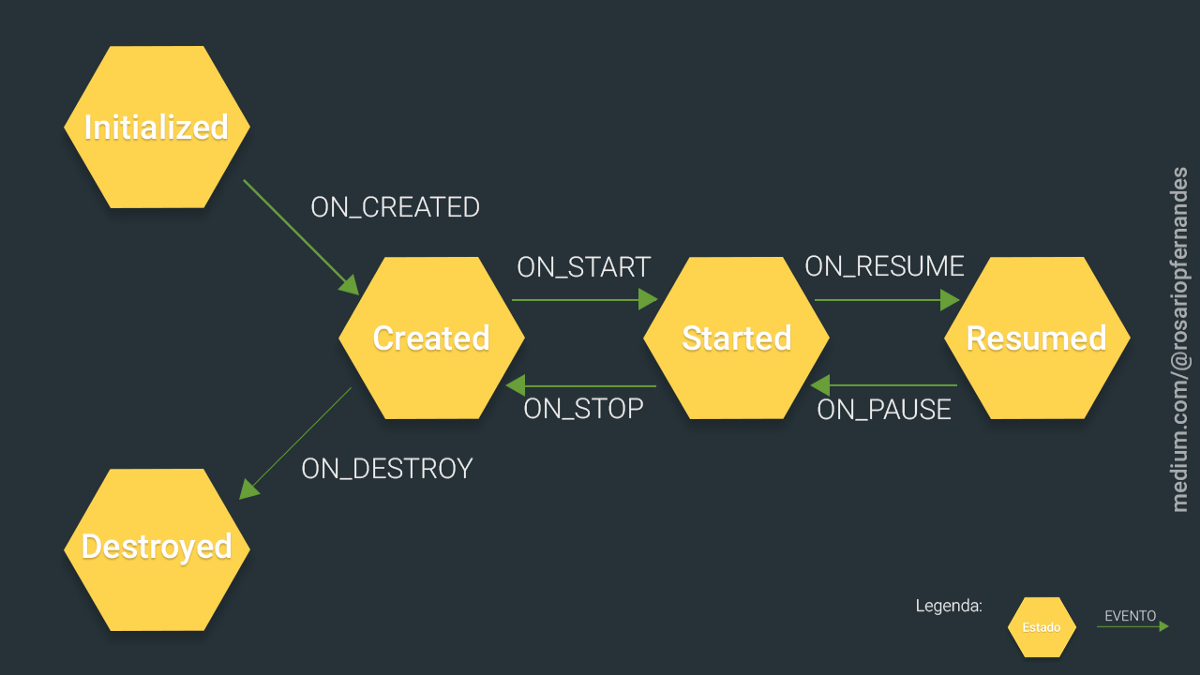 Initialized
ON_CREATED
ON_START
ON_RESUME
Created
Started
Resumed
ON_STOP
ON_PAUSE
ON_DESTROY
Destroyed
Legenda:
Estado
EVENTO
medium.com/@rosariopfernandes